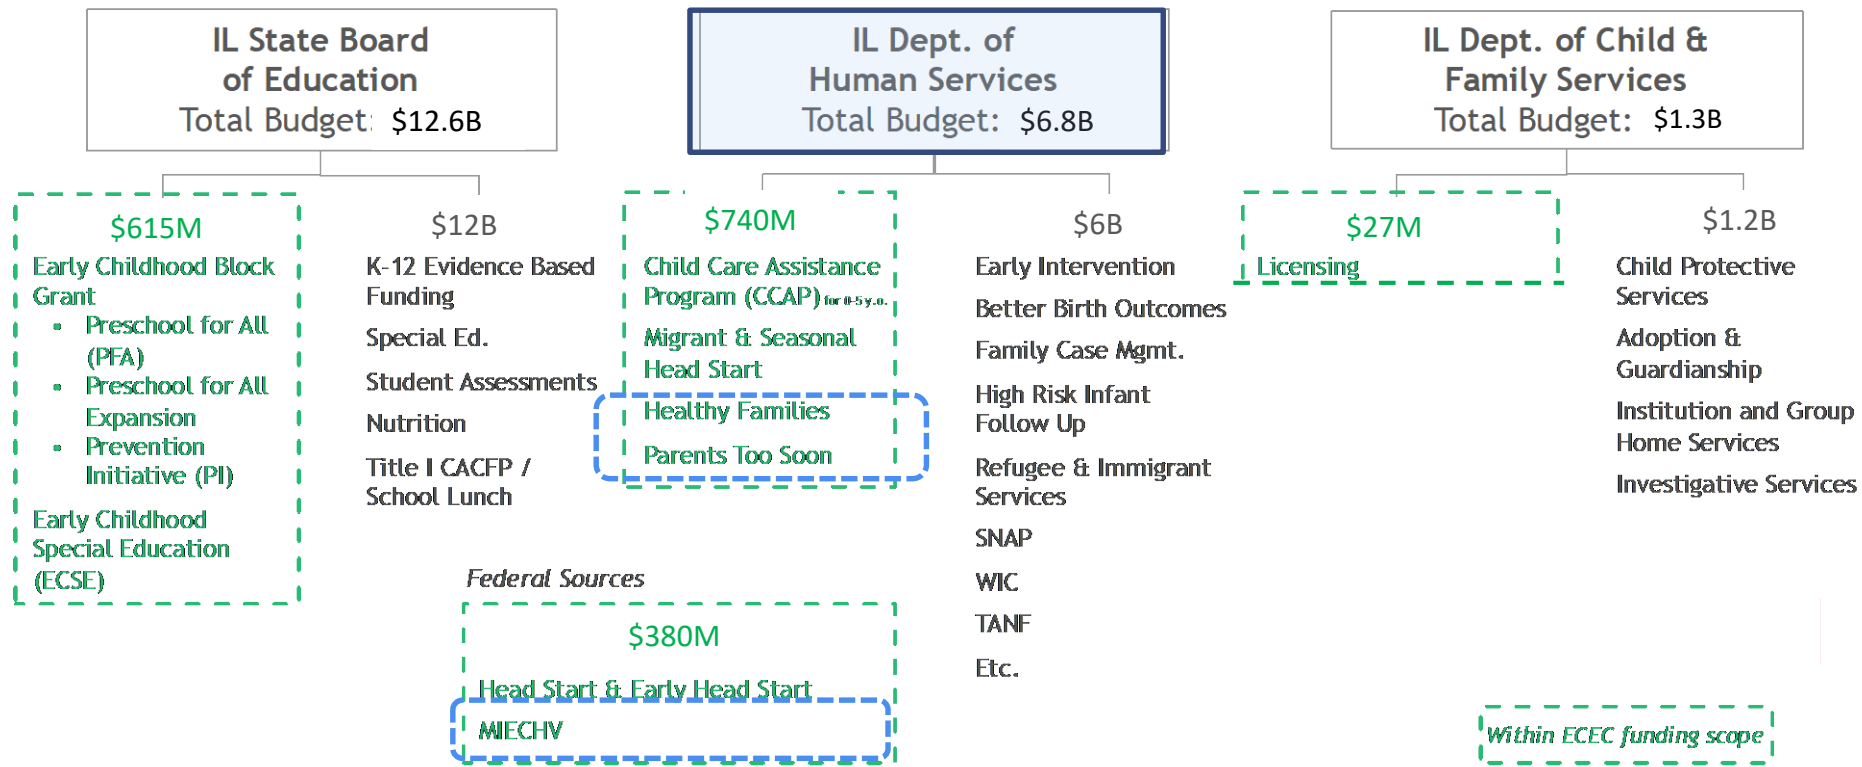 IL State Board
of Education
Total Budget: $12.6B
IL Dept. of
Human Services
Total Budget: $6.8B
IL Dept. of Child &
Family Services
Total Budget: $1.3B
$615M
Early Childhood Block
Grant
▪ Preschool for All
(PFA)
▪ Preschool for All
Expansion
▪ Prevention
Initiative (PI)
Early Childhood
Special Education
(ECSE)
$12B
K-12 Evidence Based
Funding
Special Ed.
Student Assessments
Nutrition
Title I CACFP /
School Lunch
$740M
Child Care Assistance
Program (CCAP) for 0-5 y.o.
Migrant & Seasonal
Head Start
Healthy Families
Parents Too Soon
$6B
Early Intervention
Better Birth Outcomes
Family Case Mgmt.
High Risk Infant
Follow Up
Refugee & Immigrant
Services
SNAP
WIC
TANF
Etc.
$27M
Licensing
$1.2B
Child Protective
Services
Adoption &
Guardianship
Institution and Group
Home Services
Investigative Services
Federal Sources
$380M
Head Start & Early Head Start
MIECHV
Within ECEC funding scope